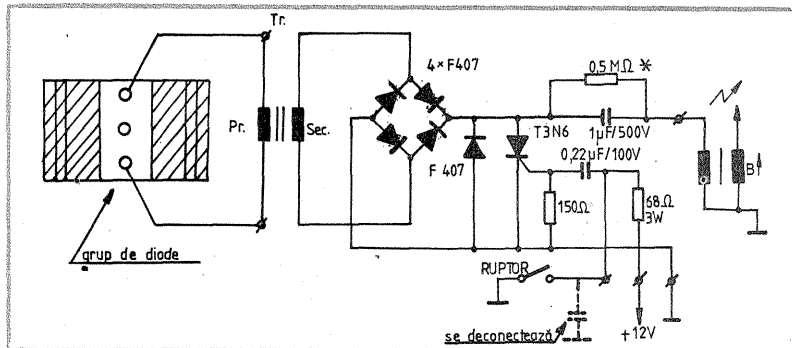 Tr.
4×F407
0,5 MΩ *
Pr.
Sec.
T3N6
1μF/500V
F 407
0,22μF/100V
B
150Ω
68Ω
3W
grup de diode
RUPTOR
se deconectează
+12V